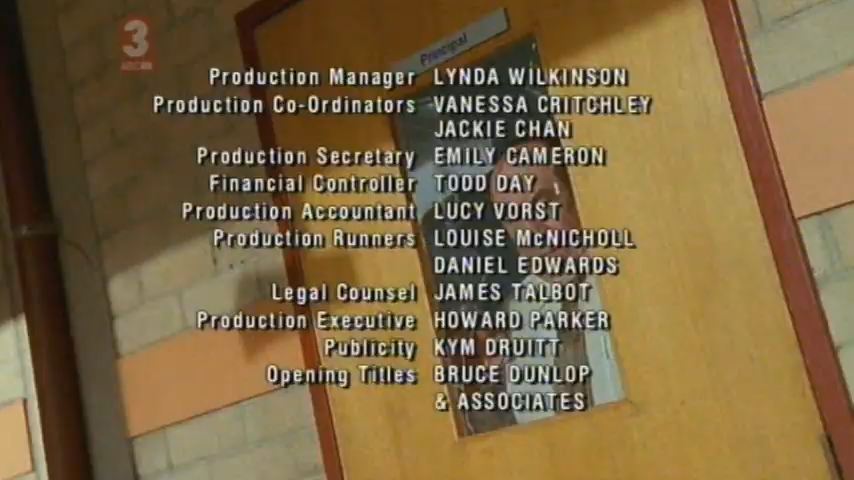 3
Principal
Production Manager LYNDA WILKINSON
Production Co-Ordinators VANESSA CRITCHLEY
JACKIE CHAN
Production Secretary EMILY CAMERON
Financial Controller TODD DAY
Production Accountant LUCY VORST
Production Runners LOUISE McNICHOLL
DANIEL EDWARDS
Legal Counsel JAMES TALBOT
Production Executive HOWARD PARKER
Publicity KYM DRUITT
Opening Titles BRUCE DUNLOP
& ASSOCIATES